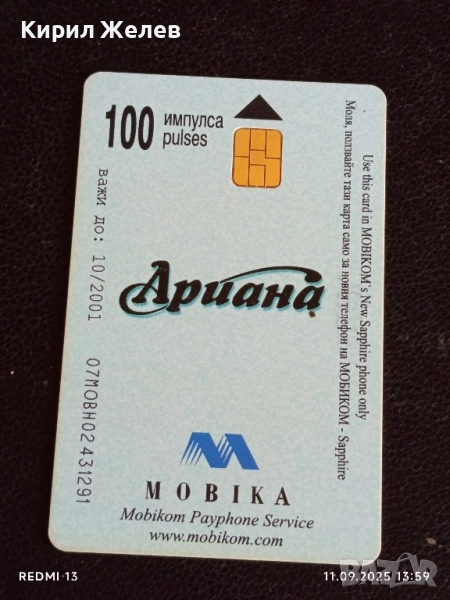 Кирил Желев
100 импулса
pulses
Use this card in MOBIKOM's New Sapphire phone only
Моля, ползвайте тази карта само за новия телефон на МОБИКОМ - Sapphire
важи до: 10/2001 07MOBH02431291
Ариана
MOBIKA
Mobikom Payphone Service
www.mobikom.com
BAZAR
REDMI 13
11.09.2025 13:59